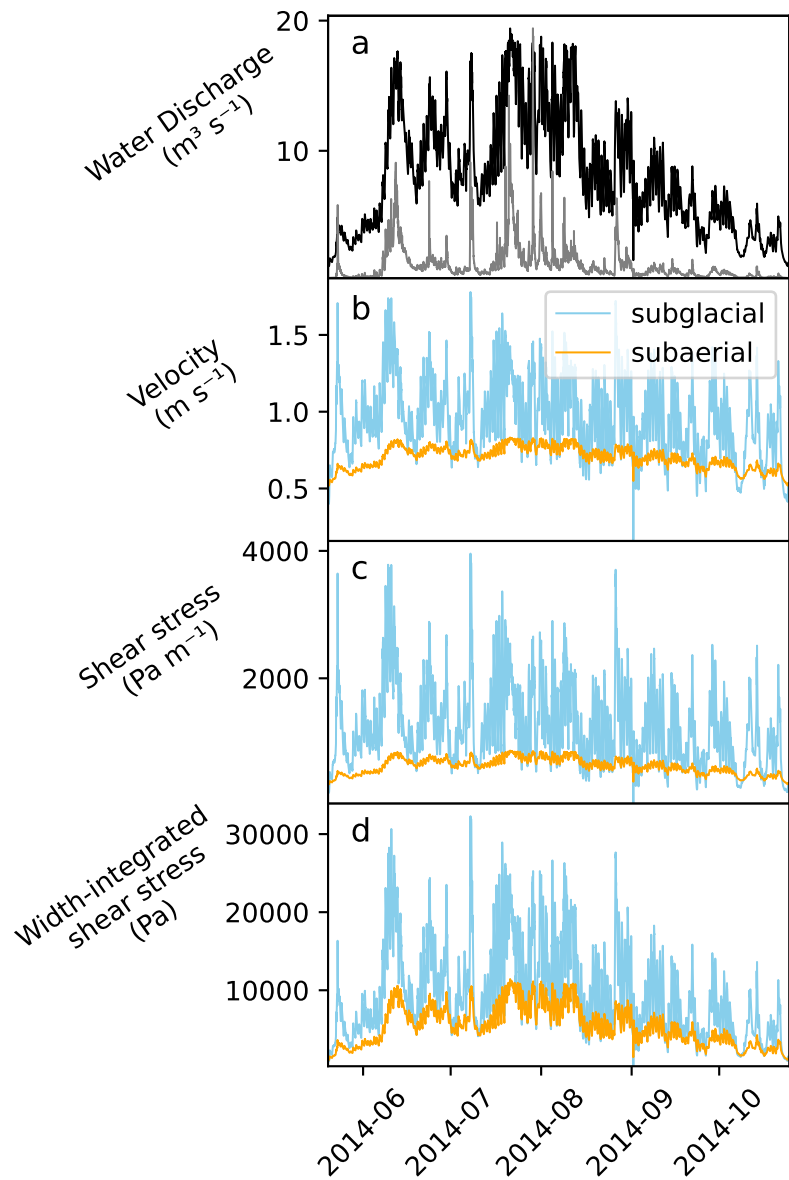 20
a
Water Discharge
(m³ s⁻¹)
10
b
subglacial
subaerial
1.5
Velocity
(m s⁻¹)
1.0
0.5
4000
c
Shear stress
(Pa m⁻¹)
2000
d
Width-integrated
shear stress
(Pa)
30000
20000
10000
2014-06
2014-07
2014-08
2014-09
2014-10